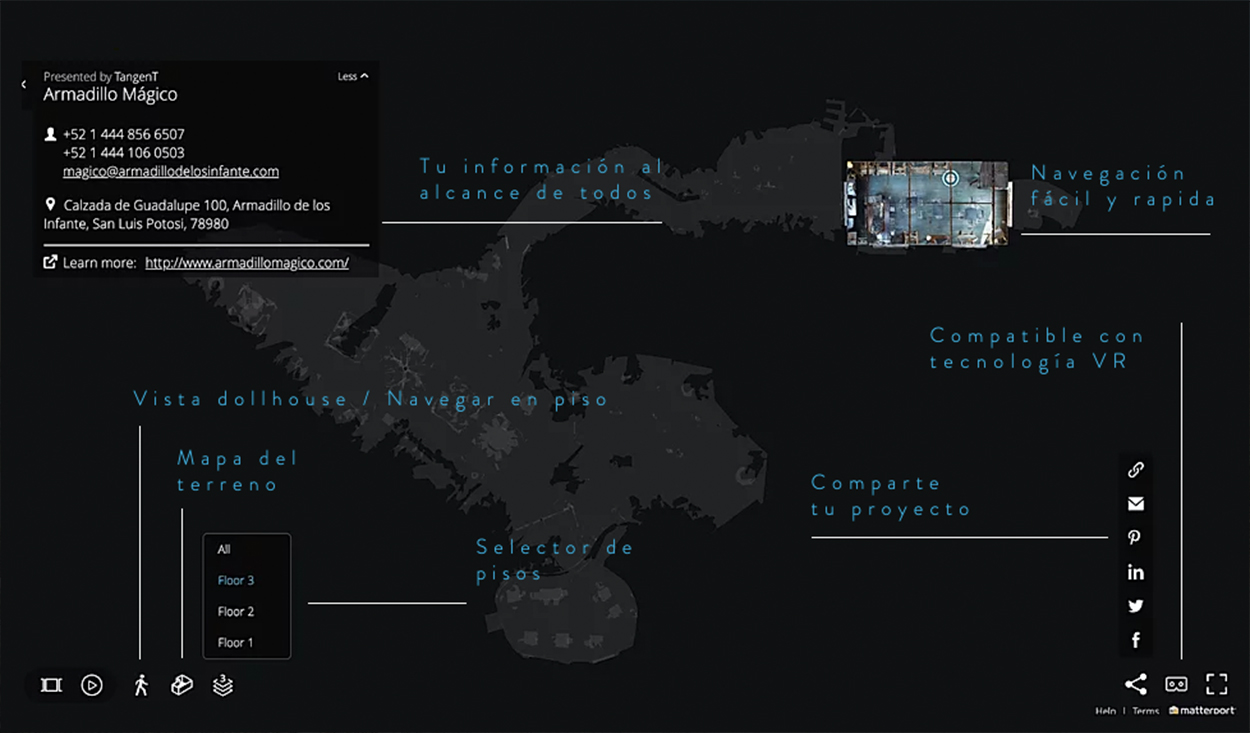 Presented by TangenT
Less
Armadillo Mágico
+52 1 444 856 6507
+52 1 444 106 0503
magico@armadillodelosinfante.com
Calzada de Guadalupe 100, Armadillo de los
Infante, San Luis Potosi, 78980
Learn more: http://www.armadillomagico.com/
Tu información al
alcance de todos
Navegación
fácil y rapida
Compatible con
tecnología VR
Vista dollhouse / Navegar en piso
Mapa del
terreno
Comparte
tu proyecto
Selector de
pisos
All
Floor 3
Floor 2
Floor 1
3
Help | Terms matterport